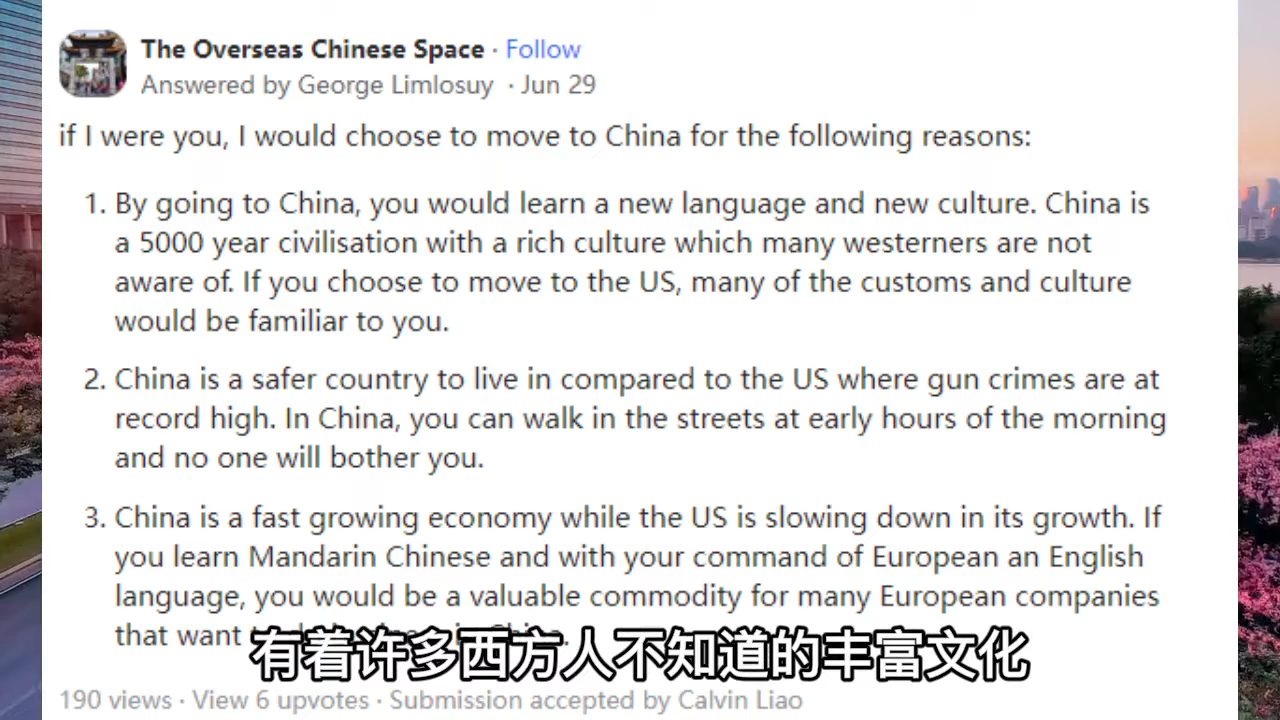 The Overseas Chinese Space · Follow
Answered by George Limlosuy · Jun 29
if I were you, I would choose to move to China for the following reasons:
1. By going to China, you would learn a new language and new culture. China is
a 5000 year civilisation with a rich culture which many westerners are not
aware of. If you choose to move to the US, many of the customs and culture
would be familiar to you.
2. China is a safer country to live in compared to the US where gun crimes are at
record high. In China, you can walk in the streets at early hours of the morning
and no one will bother you.
3. China is a fast growing economy while the US is slowing down in its growth. If
you learn Mandarin Chinese and with your command of European an English
language, you would be a valuable commodity for many European companies
that want
有着许多西方人不知道的丰富文化
190 views · View 6 upvotes · Submission accepted by Calvin Liao